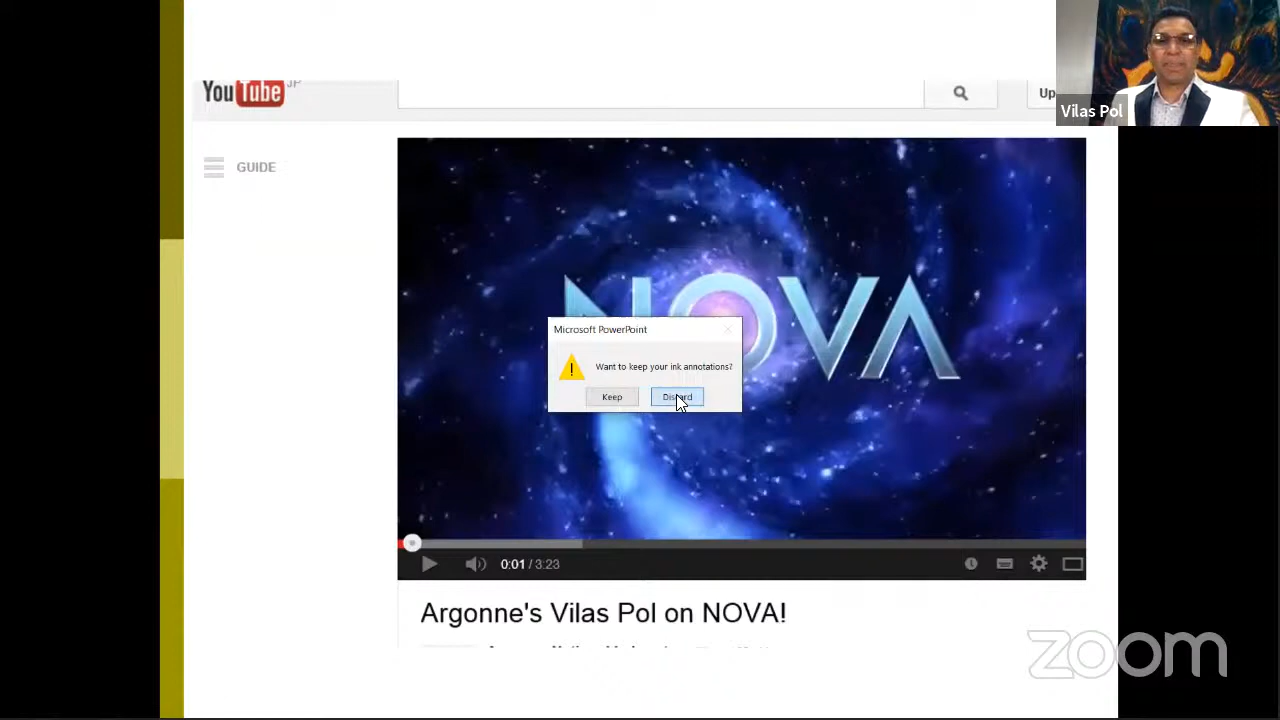 YouTube JP
Up
Vilas Pol
GUIDE
NOVA
Microsoft PowerPoint
Want to keep your ink annotations?
Keep
Discard
0:01 / 3:23
Argonne's Vilas Pol on NOVA!
zoom